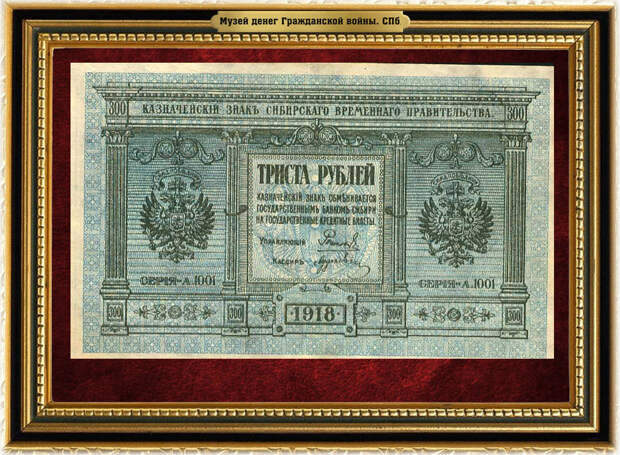 Музей денег Гражданской войны. СПб
300 КАЗНАЧЕЙСКІЙ ЗНАКЪ СИБИРСКАГО ВРЕМЕННАГО ПРАВИТЕЛЬСТВА. 300
ТРИСТА РУБЛЕЙ
КАЗНАЧЕЙСКІЙ ЗНАКЪ ОБМѢНИВАЕТСЯ
ГОСУДАРСТВЕННЫМЪ БАНКОМЪ СИБИРИ
НА ГОСУДАРСТВЕННЫЕ КРЕДИТНЫЕ БИЛЕТЫ.
УПРАВЛЯЮЩІЙ
КАССИРЪ
СЕРІЯ-А.1001
СЕРІЯ-А.1001
300 300 1918 300 300